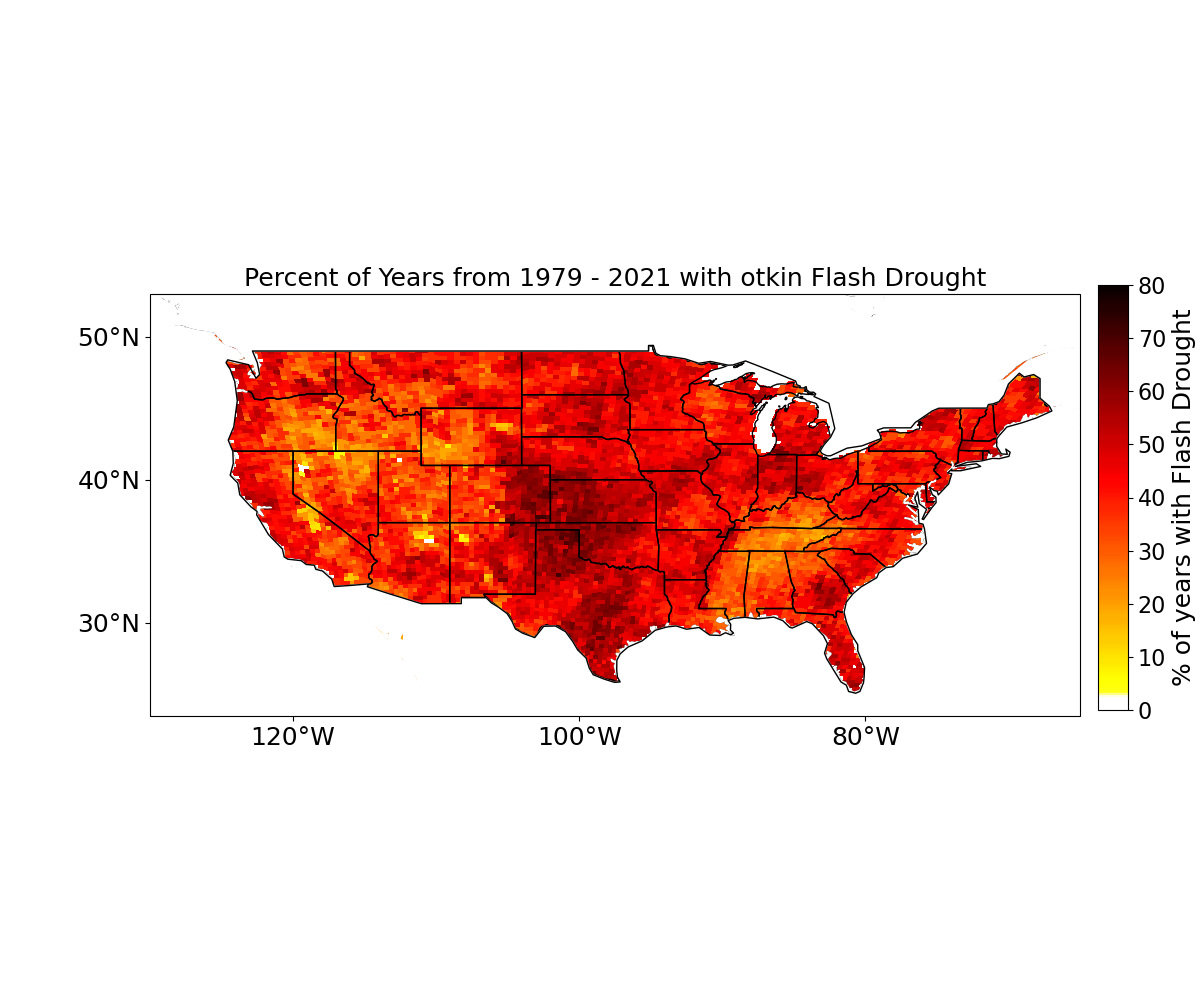 Percent of Years from 1979 - 2021 with otkin Flash Drought
50°N
40°N
30°N
120°W
100°W
80°W
80
70
60
50
40
30
20
10
0
% of years with Flash Drought